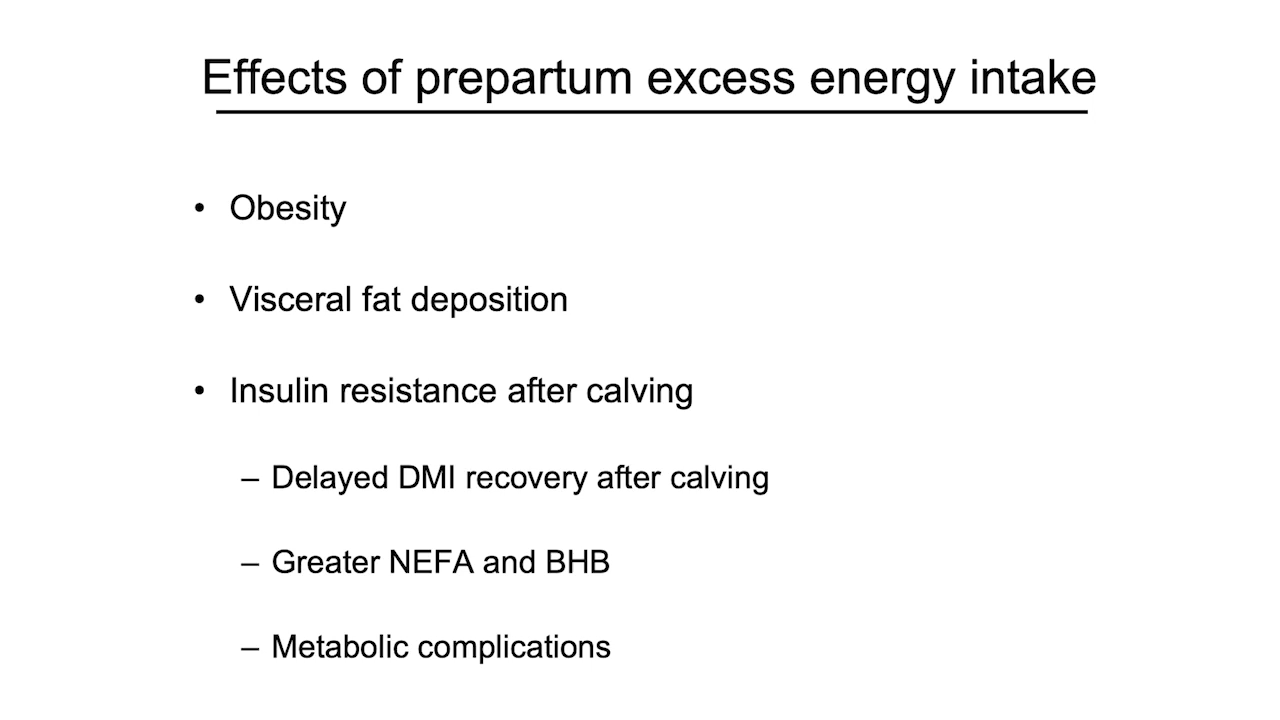 Effects of prepartum excess energy intake
• Obesity
• Visceral fat deposition
• Insulin resistance after calving
– Delayed DMI recovery after calving
– Greater NEFA and BHB
– Metabolic complications